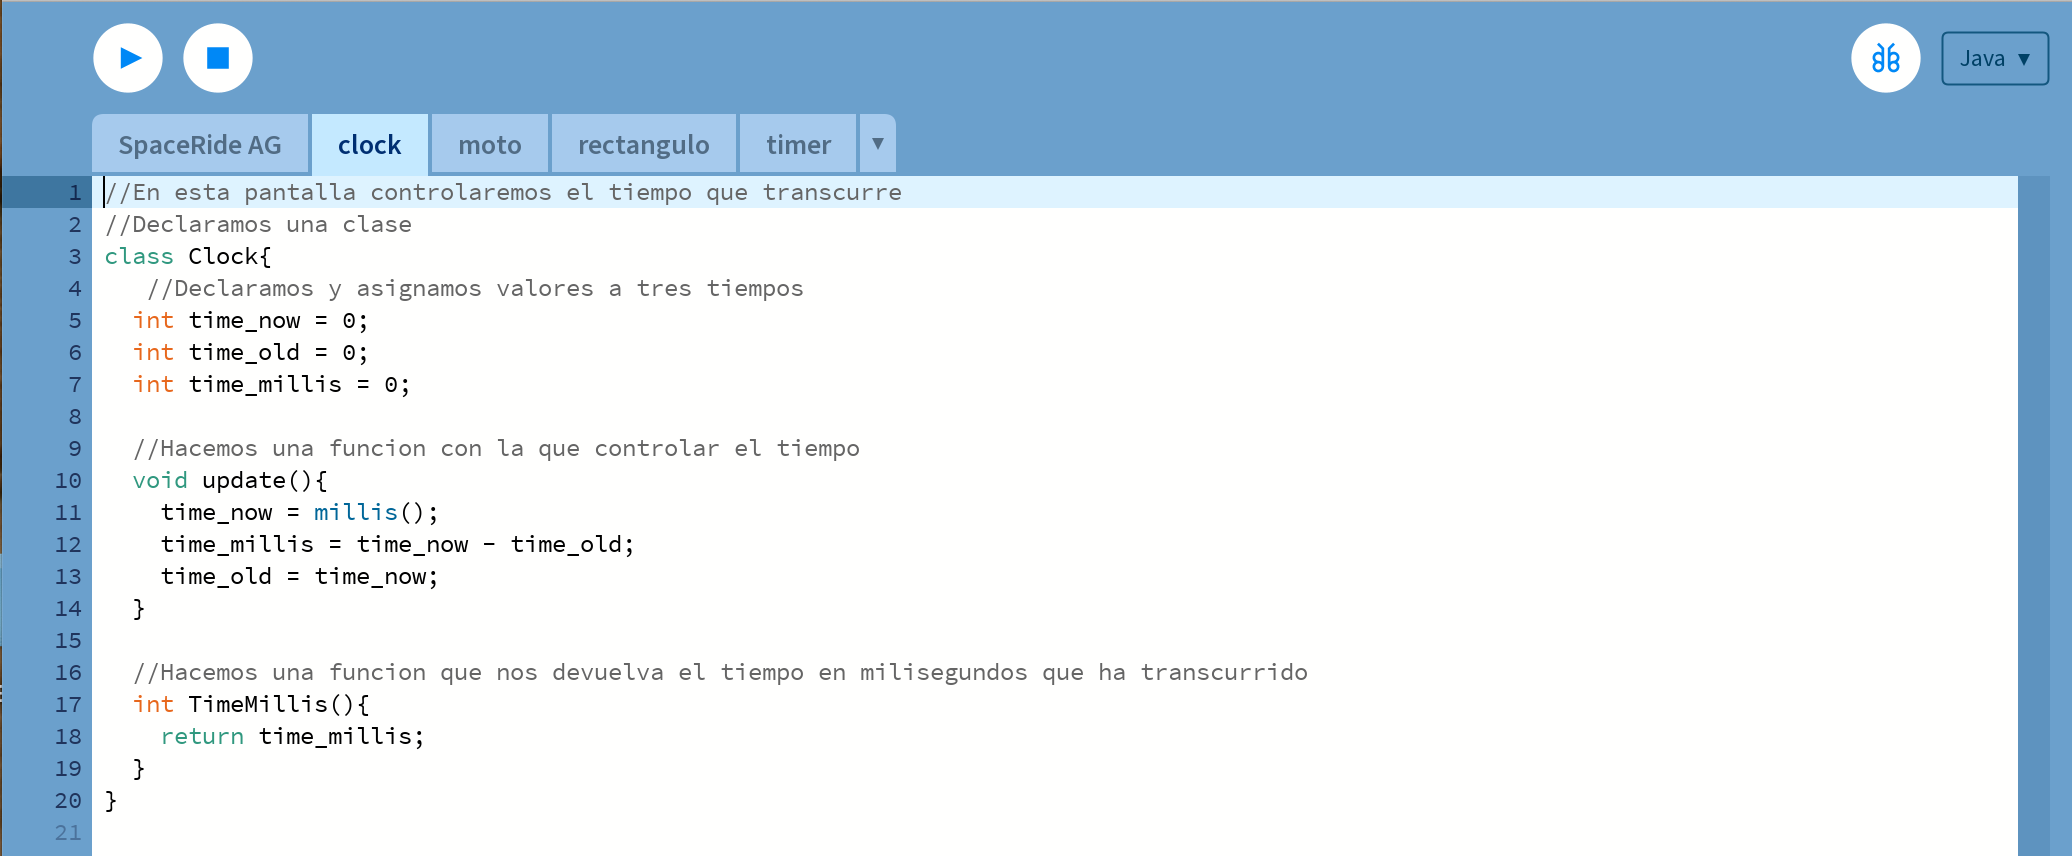 Java ▼
SpaceRide AG clock moto rectangulo timer ▼
1 //En esta pantalla controlaremos el tiempo que transcurre
2 //Declaramos una clase
3 class Clock{
4    //Declaramos y asignamos valores a tres tiempos
5   int time_now = 0;
6   int time_old = 0;
7   int time_millis = 0;
8
9   //Hacemos una funcion con la que controlar el tiempo
10   void update(){
11     time_now = millis();
12     time_millis = time_now - time_old;
13     time_old = time_now;
14   }
15
16   //Hacemos una funcion que nos devuelva el tiempo en milisegundos que ha transcurrido
17   int TimeMillis(){
18     return time_millis;
19   }
20 }
21